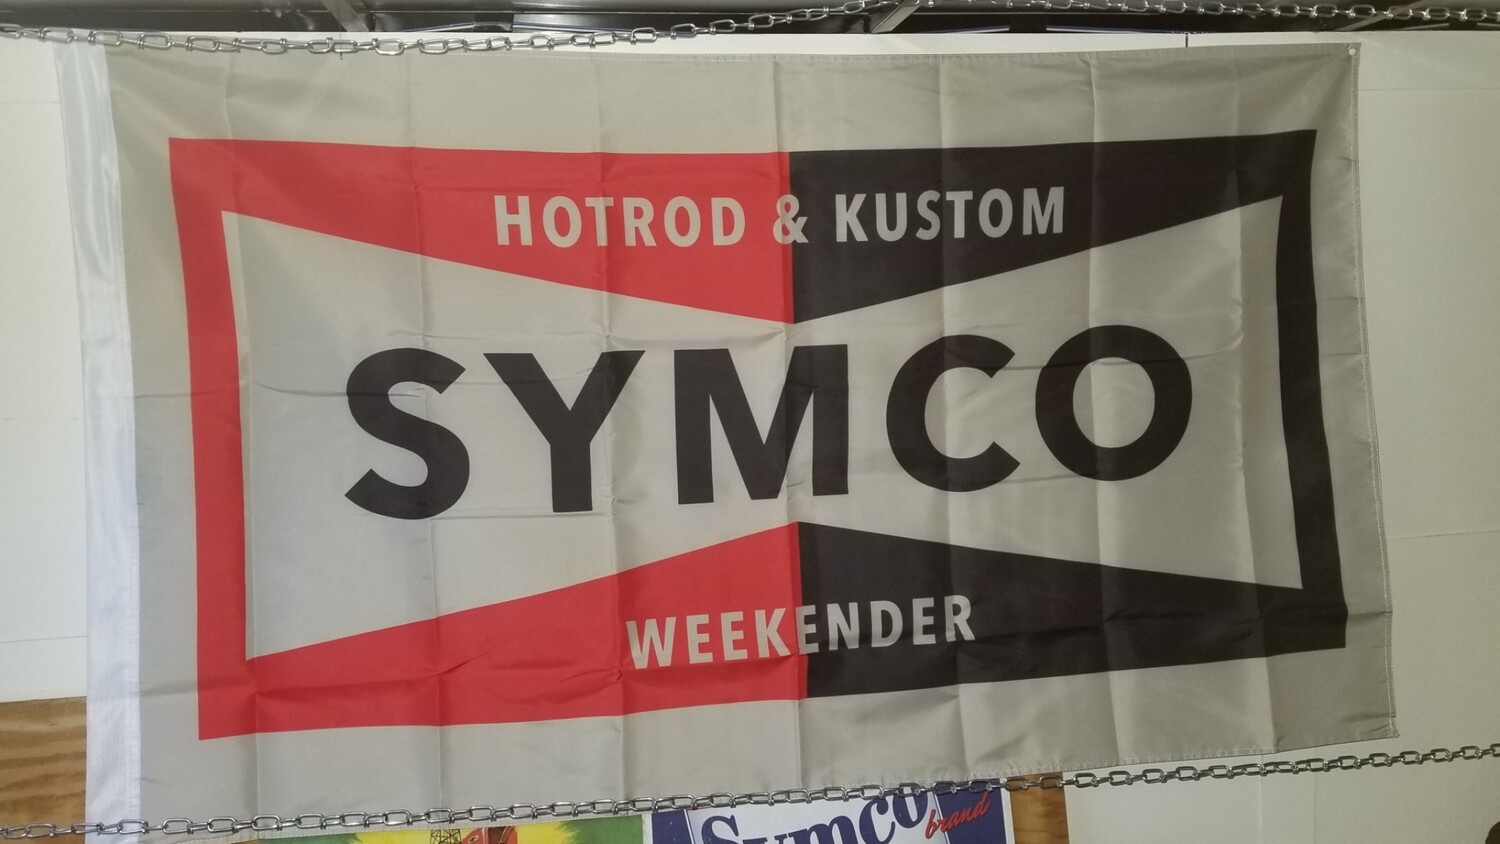 HOTROD & KUSTOM
SYMCO
WEEKENDER
Symco
brand